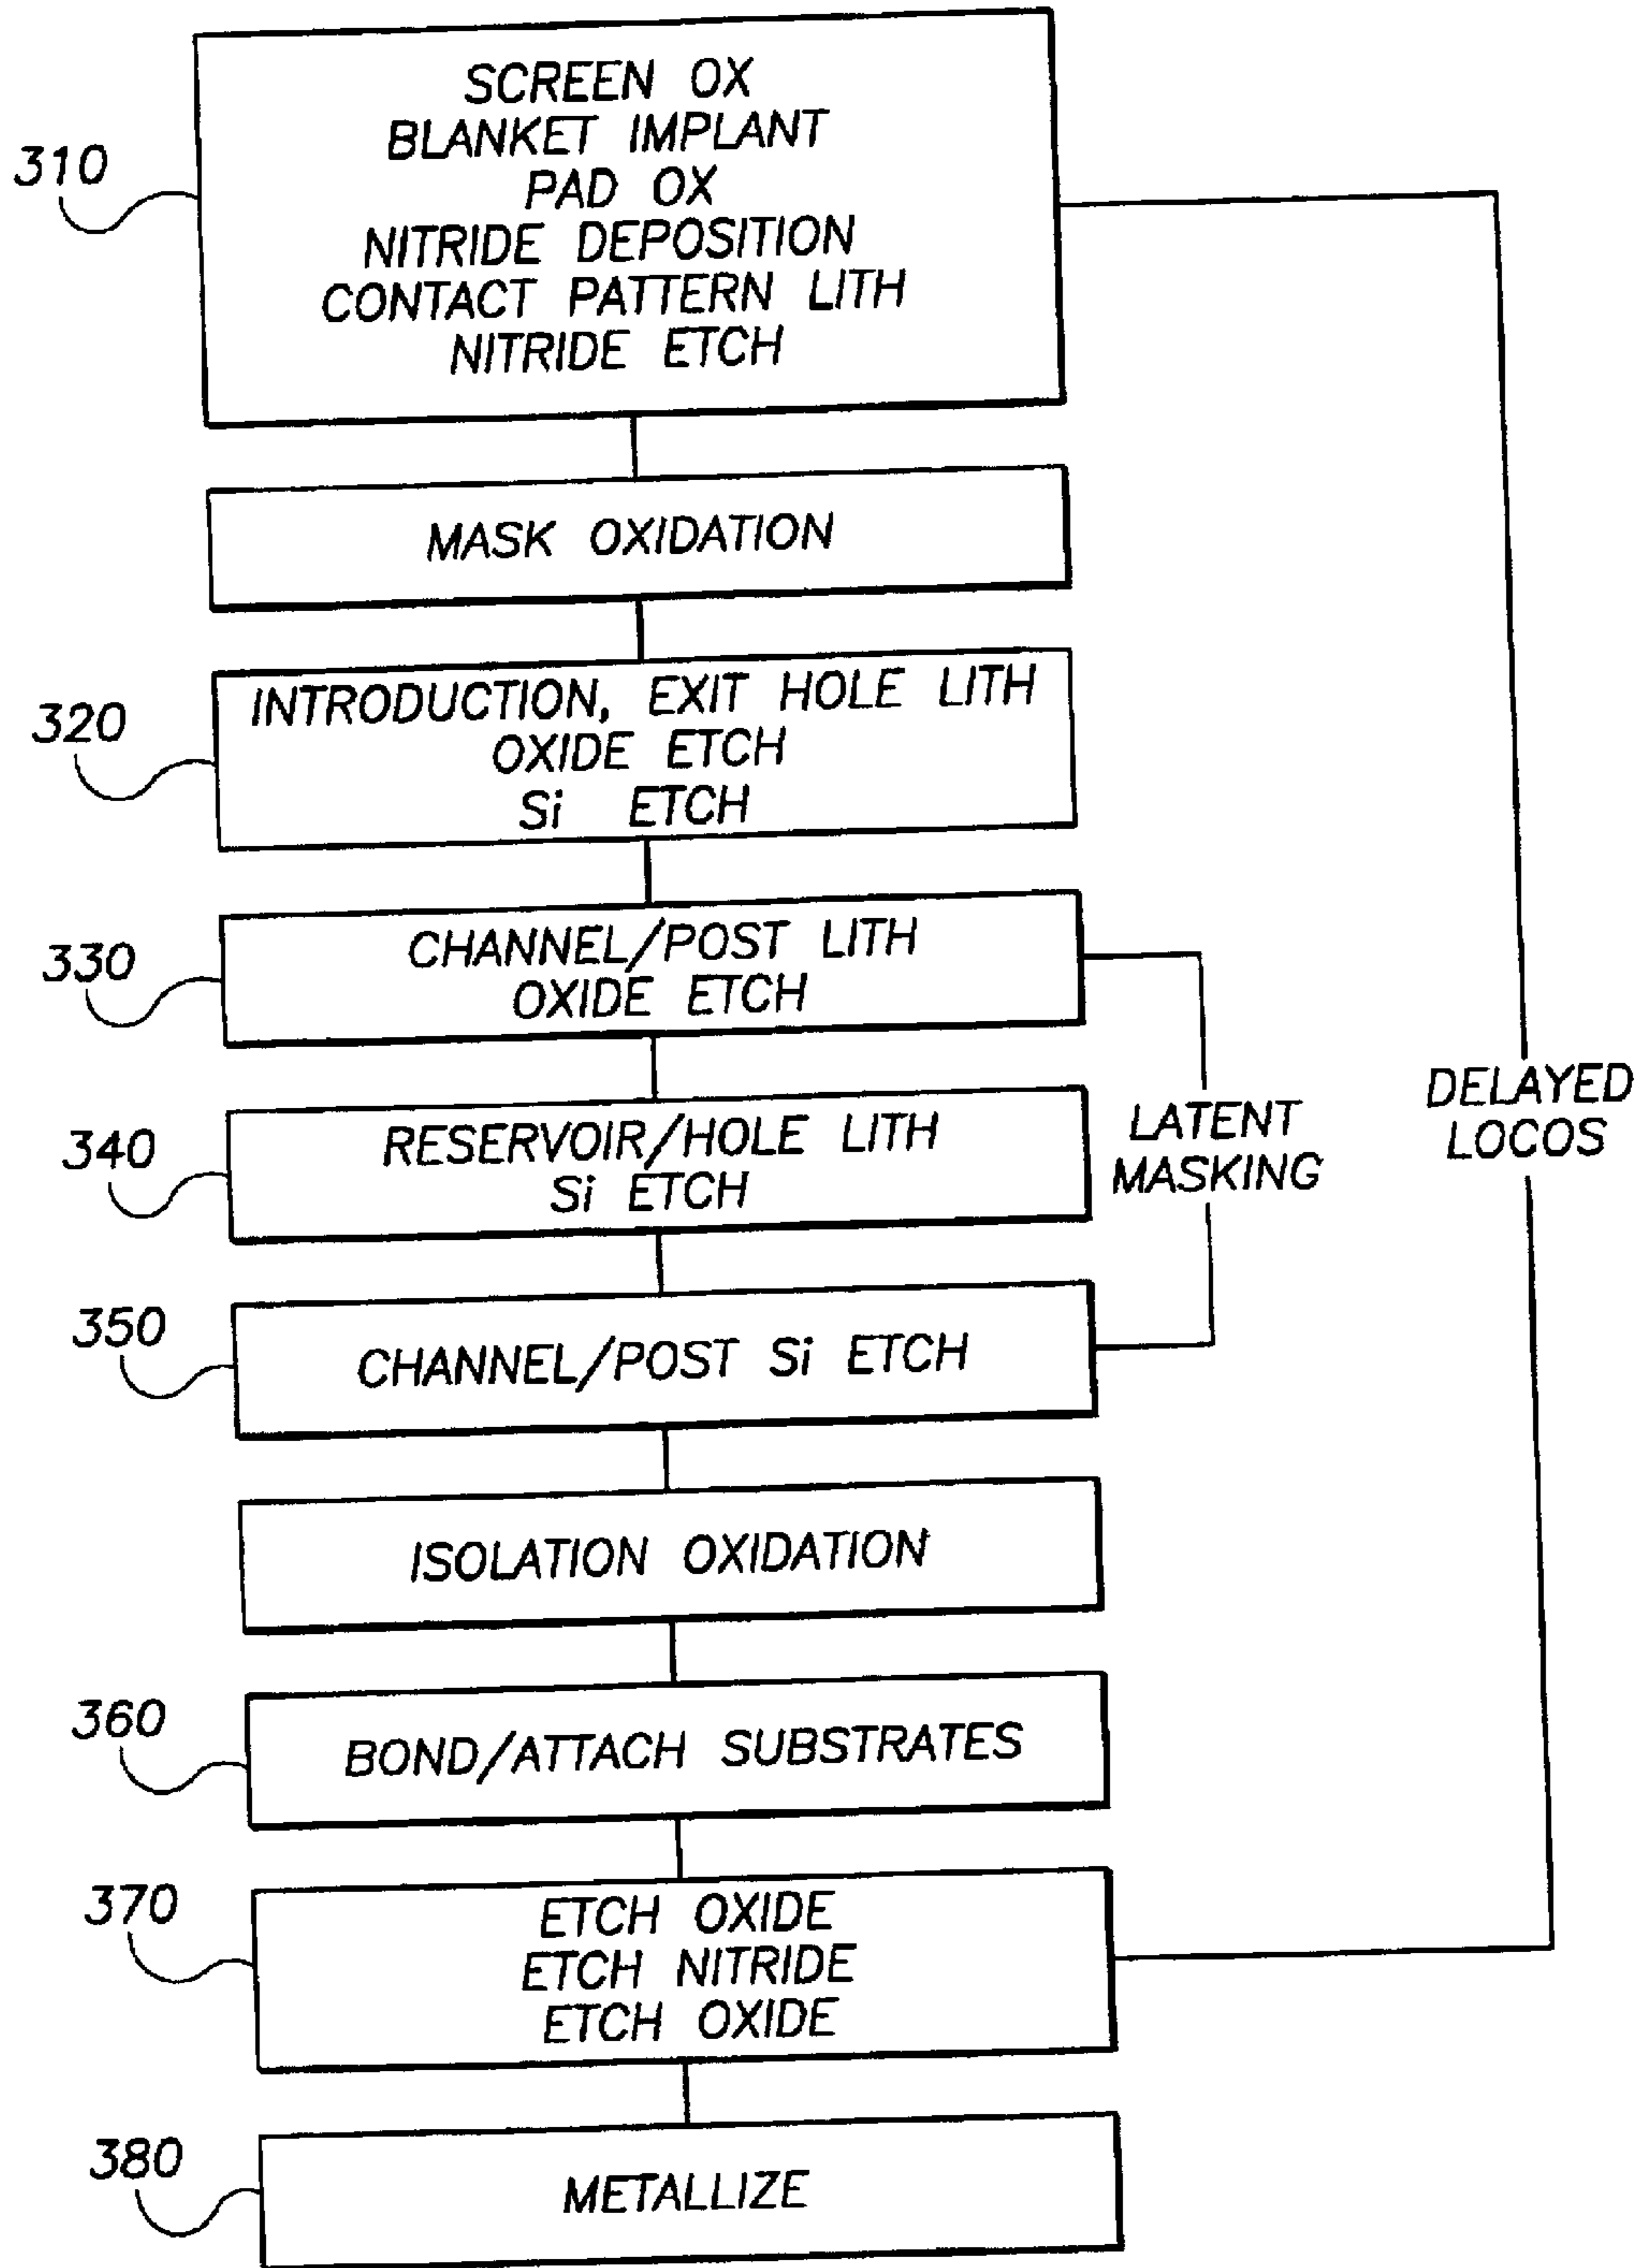 310
SCREEN OX
BLANKET IMPLANT
PAD OX
NITRIDE DEPOSITION
CONTACT PATTERN LITH
NITRIDE ETCH
MASK OXIDATION
320
INTRODUCTION, EXIT HOLE LITH
OXIDE ETCH
Si ETCH
330
CHANNEL/POST LITH
OXIDE ETCH
340
RESERVOIR/HOLE LITH
Si ETCH
LATENT
MASKING
DELAYED
LOCOS
350
CHANNEL/POST Si ETCH
ISOLATION OXIDATION
360
BOND/ATTACH SUBSTRATES
370
ETCH OXIDE
ETCH NITRIDE
ETCH OXIDE
380
METALLIZE